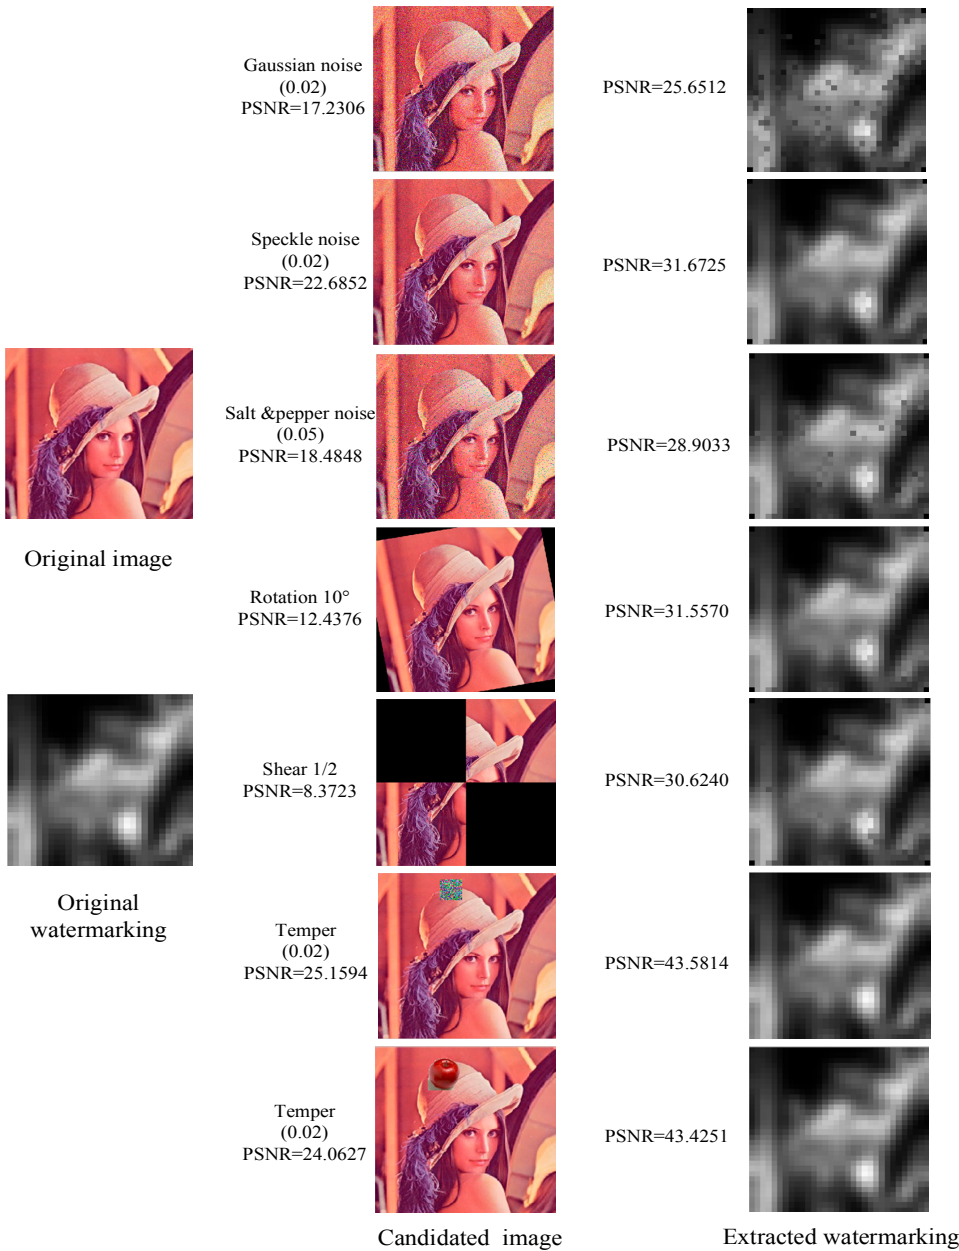 Gaussian noise
(0.02)
PSNR=17.2306
PSNR=25.6512
Speckle noise
(0.02)
PSNR=22.6852
PSNR=31.6725
Salt &pepper noise
(0.05)
PSNR=18.4848
PSNR=28.9033
Original image
Rotation 10°
PSNR=12.4376
PSNR=31.5570
Shear 1/2
PSNR=8.3723
PSNR=30.6240
Original
watermarking
Temper
(0.02)
PSNR=25.1594
PSNR=43.5814
Temper
(0.02)
PSNR=24.0627
PSNR=43.4251
Candidated image
Extracted watermarking